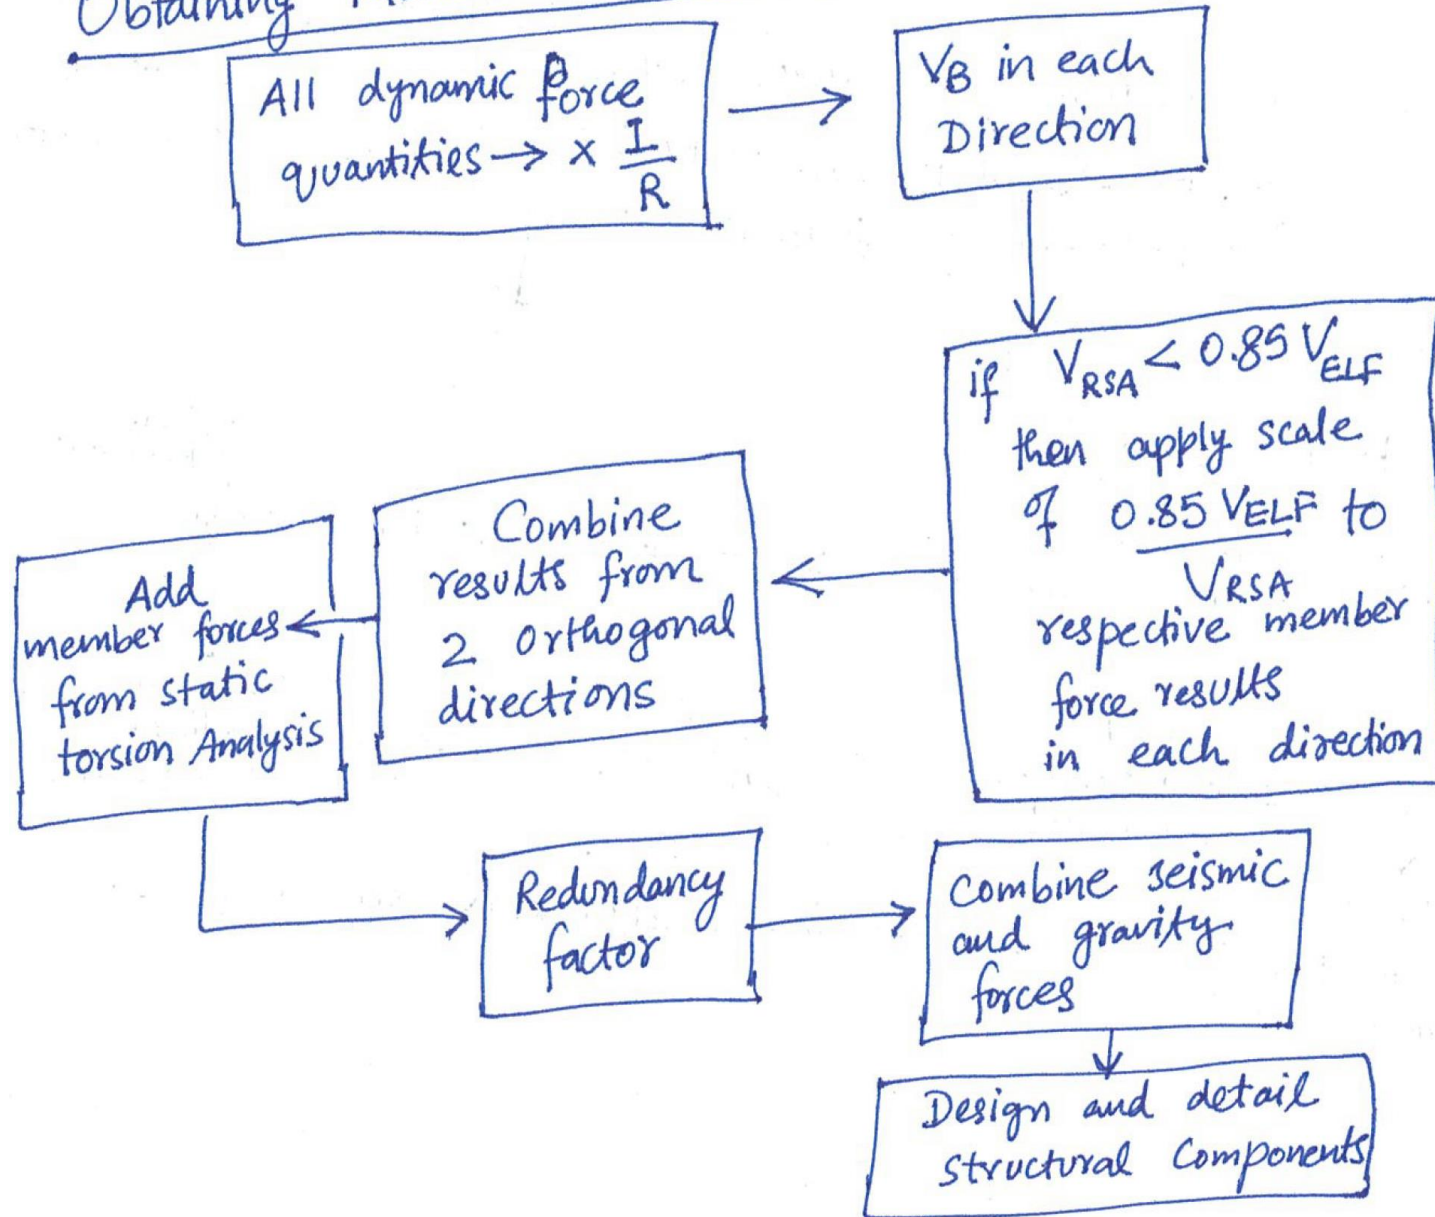 Obtaining
All dynamic force
quantities → × I/R
VB in each
Direction
if VRSA < 0.85 VELF
then apply scale
of 0.85 VELF to
VRSA
respective member
force results
in each direction
Combine
results from
2 orthogonal
directions
Add
member forces
from static
torsion Analysis
Redundancy
factor
Combine seismic
and gravity
forces
Design and detail
structural components